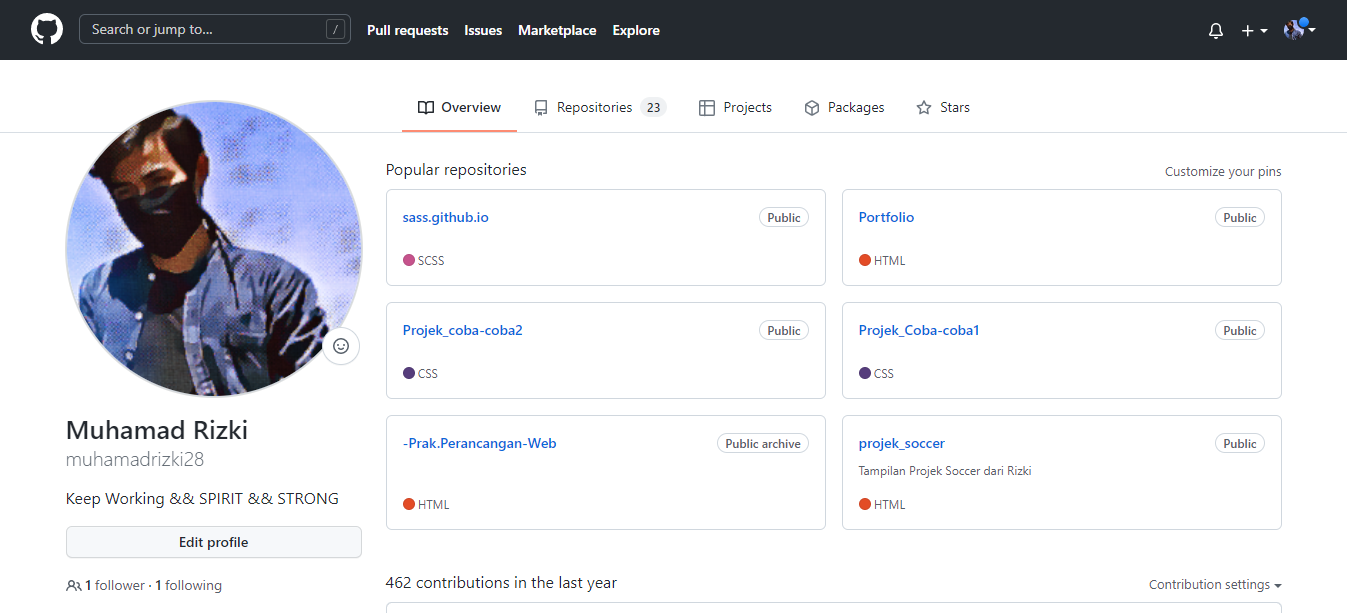 Search or jump to... /
Pull requests Issues Marketplace Explore
Overview Repositories 23 Projects Packages Stars
Popular repositories
Customize your pins
sass.github.io Public
SCSS
Portfolio Public
HTML
Projek_coba-coba2 Public
CSS
Projek_Coba-coba1 Public
CSS
-Prak.Perancangan-Web Public archive
HTML
projek_soccer Public
Tampilan Projek Soccer dari Rizki
HTML
Muhamad Rizki
muhamadrizki28
Keep Working && SPIRIT && STRONG
Edit profile
1 follower · 1 following
462 contributions in the last year
Contribution settings